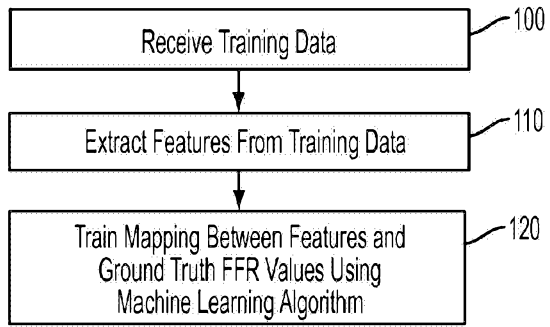 Receive Training Data
100
Extract Features From Training Data
110
Train Mapping Between Features and
Ground Truth FFR Values Using
Machine Learning Algorithm
120